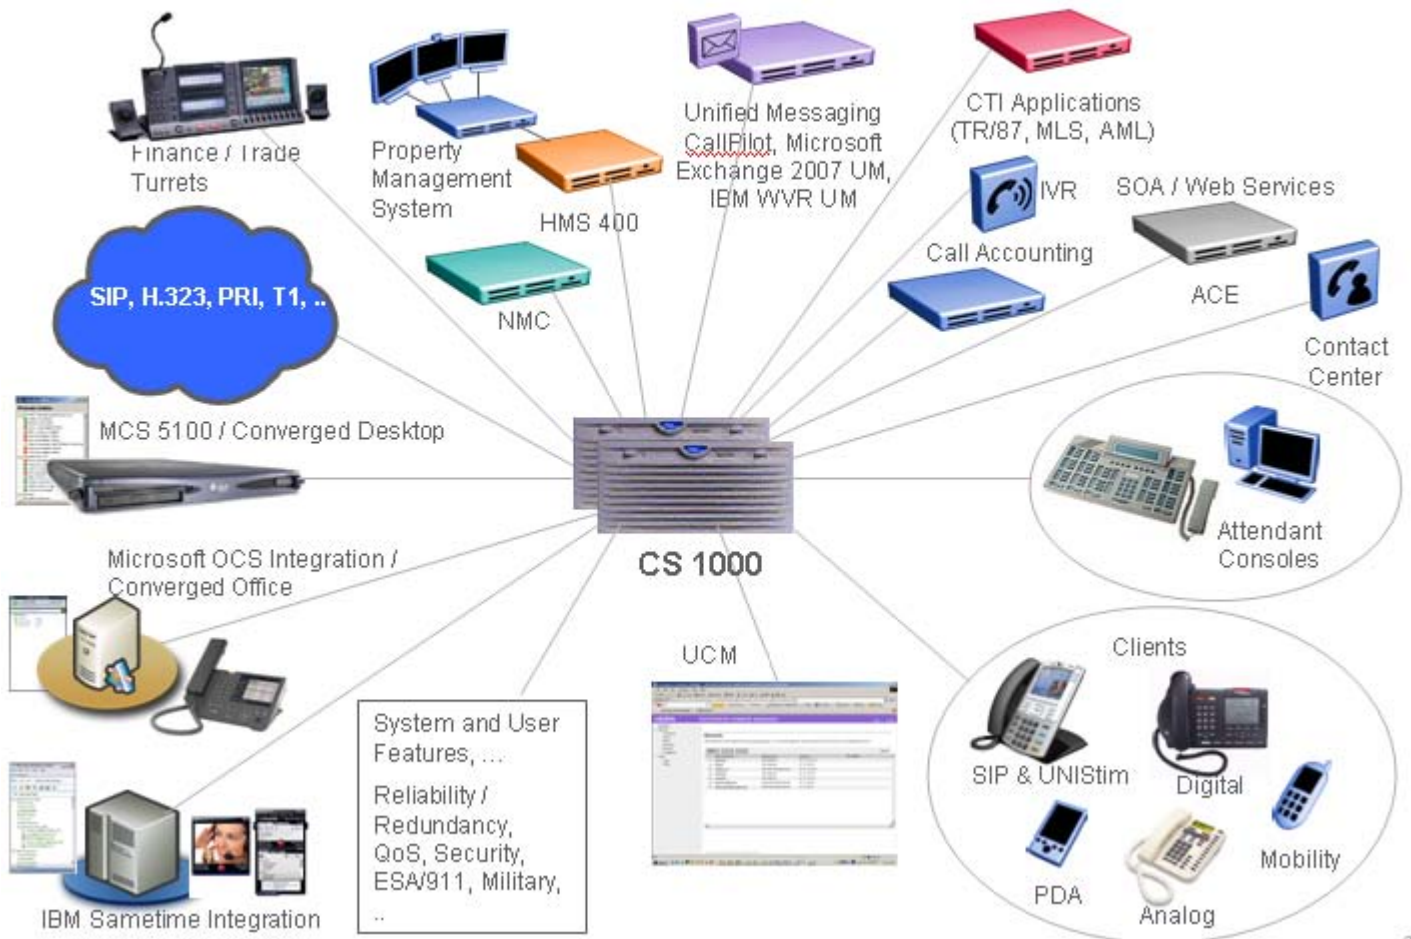 Finance / Trade
Turrets
Property
Management
System
HMS 400
NMC
Unified Messaging
CallPilot, Microsoft
Exchange 2007 UM,
IBM WVR UM
CTI Applications
(TR/87, MLS, AML)
IVR
SOA / Web Services
Call Accounting
ACE
Contact
Center
SIP, H.323, PRI, T1, ..
MCS 5100 / Converged Desktop
Attendant
Consoles
CS 1000
Microsoft OCS Integration /
Converged Office
UCM
Clients
SIP & UNIStim
Digital
PDA
Analog
Mobility
System and User
Features, ...
Reliability /
Redundancy,
QoS, Security,
ESA/911, Military,
..
IBM Sametime Integration